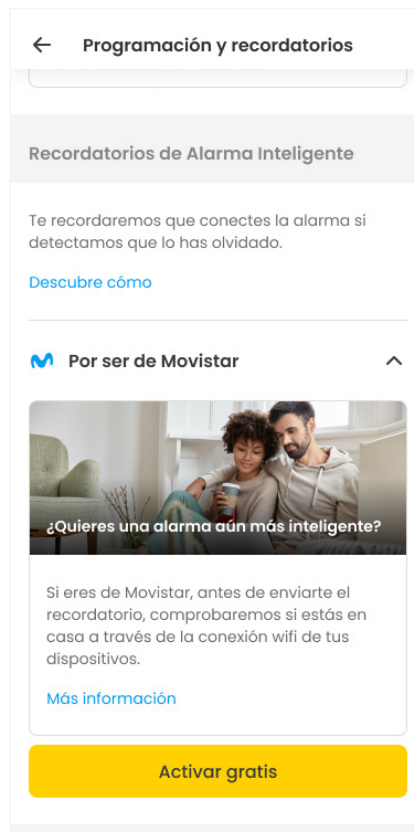 Programación y recordatorios
Recordatorios de Alarma Inteligente
Te recordaremos que conectes la alarma si
detectamos que lo has olvidado.
Descubre cómo
Por ser de Movistar
¿Quieres una alarma aún más inteligente?
Si eres de Movistar, antes de enviarte el
recordatorio, comprobaremos si estás en
casa a través de la conexión wifi de tus
dispositivos.
Más información
Activar gratis